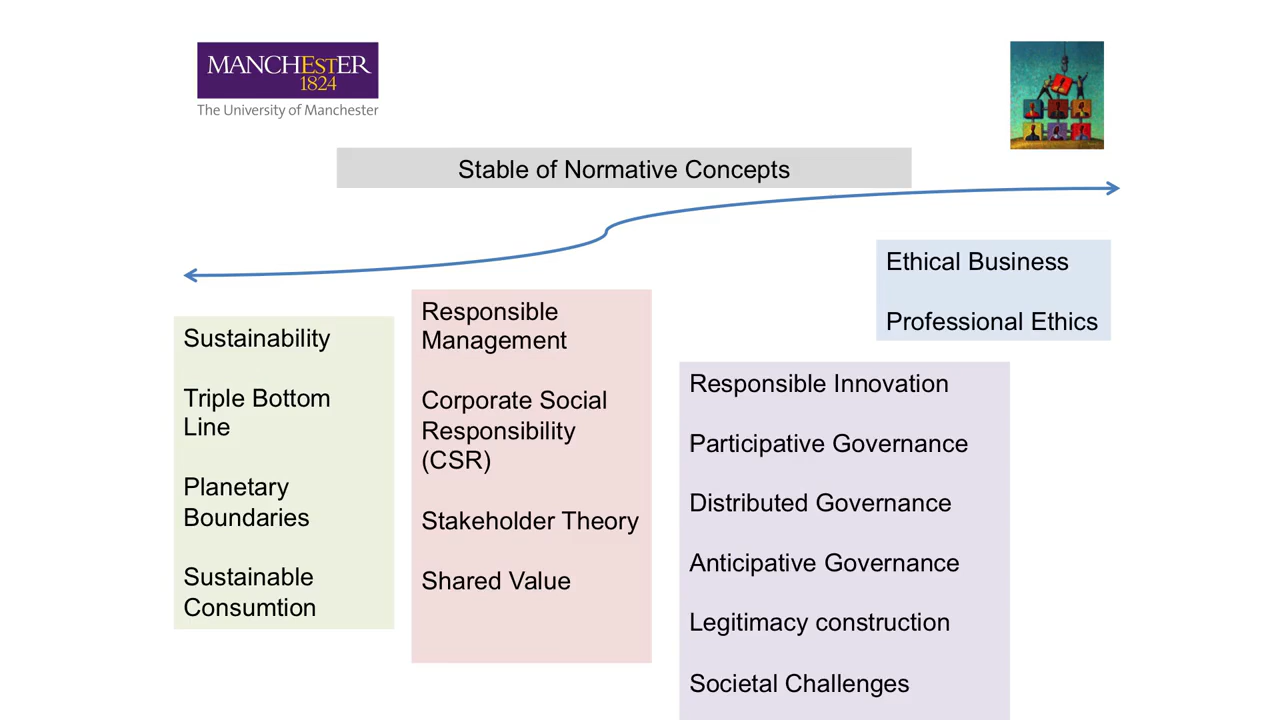 MANCHEsTER
1824
The University of Manchester
Stable of Normative Concepts
Sustainability
Triple Bottom
Line
Planetary
Boundaries
Sustainable
Consumtion
Responsible
Management
Corporate Social
Responsibility
(CSR)
Stakeholder Theory
Shared Value
Ethical Business
Professional Ethics
Responsible Innovation
Participative Governance
Distributed Governance
Anticipative Governance
Legitimacy construction
Societal Challenges